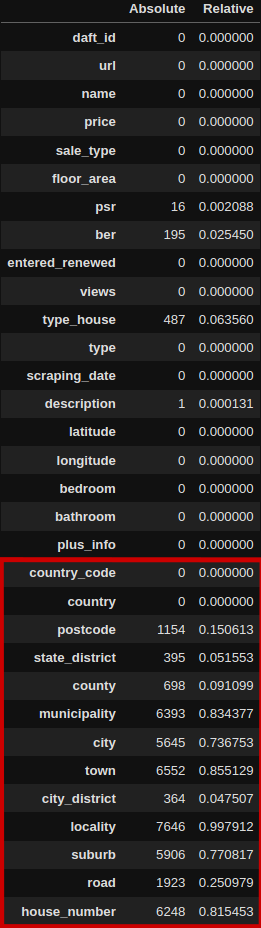 Absolute Relative
daft_id 0 0.000000
url 0 0.000000
name 0 0.000000
price 0 0.000000
sale_type 0 0.000000
floor_area 0 0.000000
psr 16 0.002088
ber 195 0.025450
entered_renewed 0 0.000000
views 0 0.000000
type_house 487 0.063560
type 0 0.000000
scraping_date 0 0.000000
description 1 0.000131
latitude 0 0.000000
longitude 0 0.000000
bedroom 0 0.000000
bathroom 0 0.000000
plus_info 0 0.000000
country_code 0 0.000000
country 0 0.000000
postcode 1154 0.150613
state_district 395 0.051553
county 698 0.091099
municipality 6393 0.834377
city 5645 0.736753
town 6552 0.855129
city_district 364 0.047507
locality 7646 0.997912
suburb 5906 0.770817
road 1923 0.250979
house_number 6248 0.815453